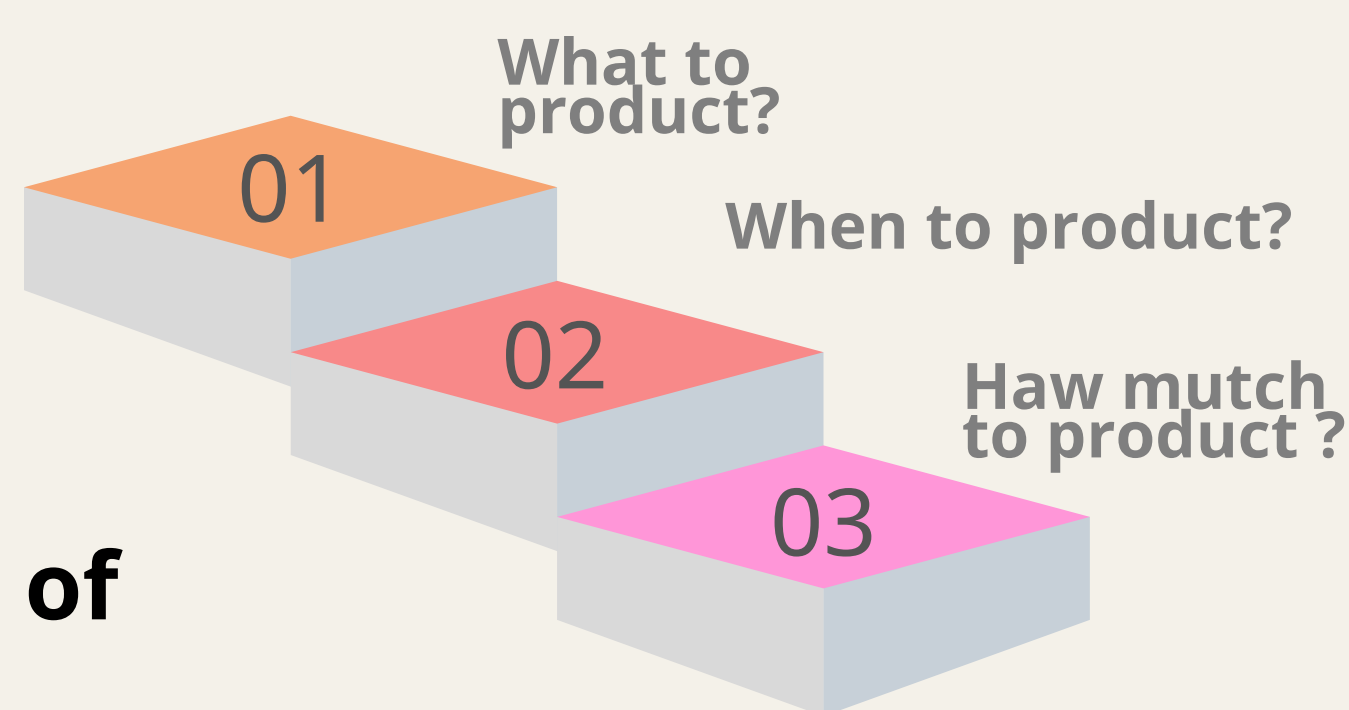 What to
product?
01
When to product?
02
Haw mutch
to product ?
03
of